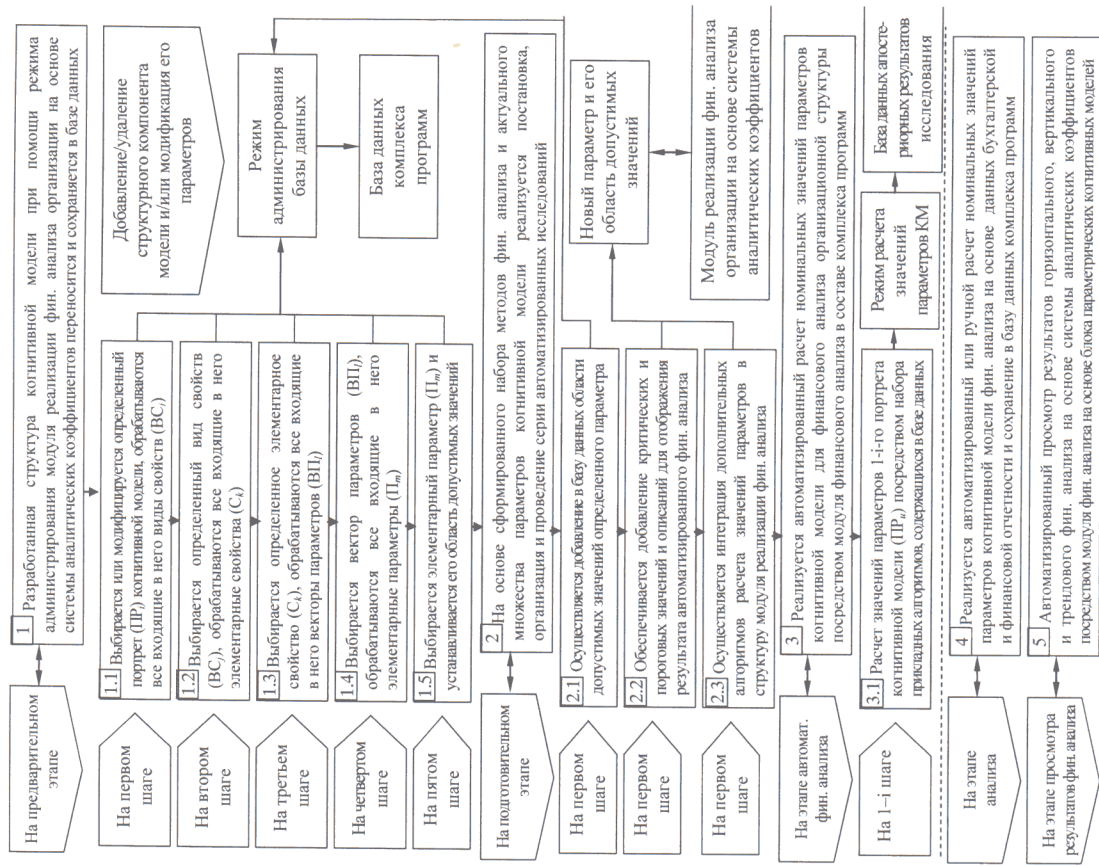 На предварительном
этапе
1 Разработанная структура когнитивной модели при помощи режима
администрирования модуля реализации фин. анализа организации на основе
системы аналитических коэффициентов переносится и сохраняется в базе данных
На первом
шаге
1.1 Выбирается или модифицируется определенный
портрет (ПРi) когнитивной модели, обрабатываются
все входящие в него виды свойств (ВСj)
На втором
шаге
1.2 Выбирается определенный вид свойств
(ВСj), обрабатываются все входящие в него
элементарные свойства (Сk)
На третьем
шаге
1.3 Выбирается определенное элементарное
свойство (Сk), обрабатываются все входящие
в него векторы параметров (ВПl)
На четвертом
шаге
1.4 Выбирается вектор параметров (ВПl),
обрабатываются все входящие в него
элементарные параметры (Пm)
На пятом
шаге
1.5 Выбирается элементарный параметр (Пm) и
устанавливается его область допустимых значений
Добавление/удаление
структурного компонента
модели и/или модификация его
параметров
Режим
администрирования
базы данных
База данных
комплекса
программ
На подготовительном
этапе
2 На основе сформированного набора методов фин. анализа и актуального
множества параметров когнитивной модели реализуется постановка,
организация и проведение серии автоматизированных исследований
На первом
шаге
2.1 Осуществляется добавление в базу данных области
допустимых значений определенного параметра
На первом
шаге
2.2 Обеспечивается добавление критических и
пороговых значений и описаний для отображения
результата автоматизированного фин. анализа
На первом
шаге
2.3 Осуществляется интеграция дополнительных
алгоритмов расчета значений параметров в
структуру модуля реализации фин. анализа
Новый параметр и его
область допустимых
значений
Модуль реализации фин. анализа
организации на основе системы
аналитических коэффициентов
На этапе автомат.
фин. анализа
3 Реализуется автоматизированный расчет номинальных значений параметров
когнитивной модели для финансового анализа организационной структуры
посредством модуля финансового анализа в составе комплекса программ
На 1–i шаге
3.1 Расчет значений параметров 1-i-го портрета
когнитивной модели (ПРn) посредством набора
прикладных алгоритмов, содержащихся в базе данных
Режим расчета
значений
параметров КМ
База данных апосте-
риорных результатов
исследования
На этапе
анализа
4 Реализуется автоматизированный или ручной расчет номинальных значений
параметров когнитивной модели фин. анализа на основе данных бухгалтерской
и финансовой отчетности и сохранение в базу данных комплекса программ
На этапе просмотра
результатов фин. анализа
5 Автоматизированный просмотр результатов горизонтального, вертикального
и трендового фин. анализа на основе системы аналитических коэффициентов
посредством модуля фин. анализа на основе блока параметрических когнитивных моделей